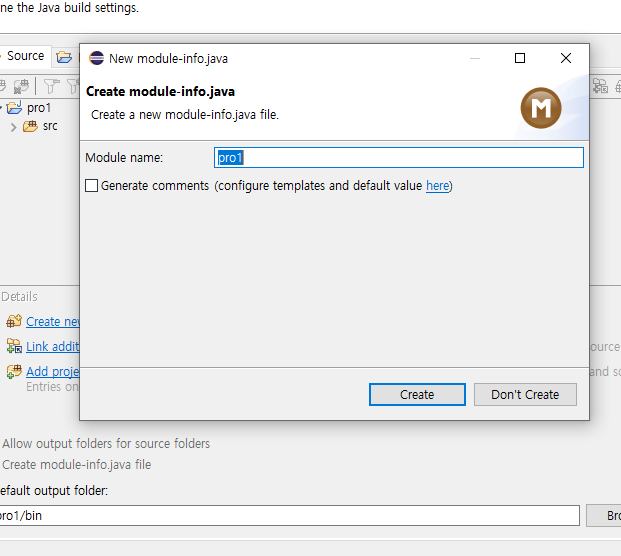 ne the Java build settings.
Source
New module-info.java
Create module-info.java
Create a new module-info.java file.
M
pro1
src
Module name: pro1
Generate comments (configure templates and default value here)
Details
Create new
Link addit
ource
Add proje
and so
Entries on
Create Don't Create
Allow output folders for source folders
Create module-info.java file
efault output folder:
pro1/bin
Bro